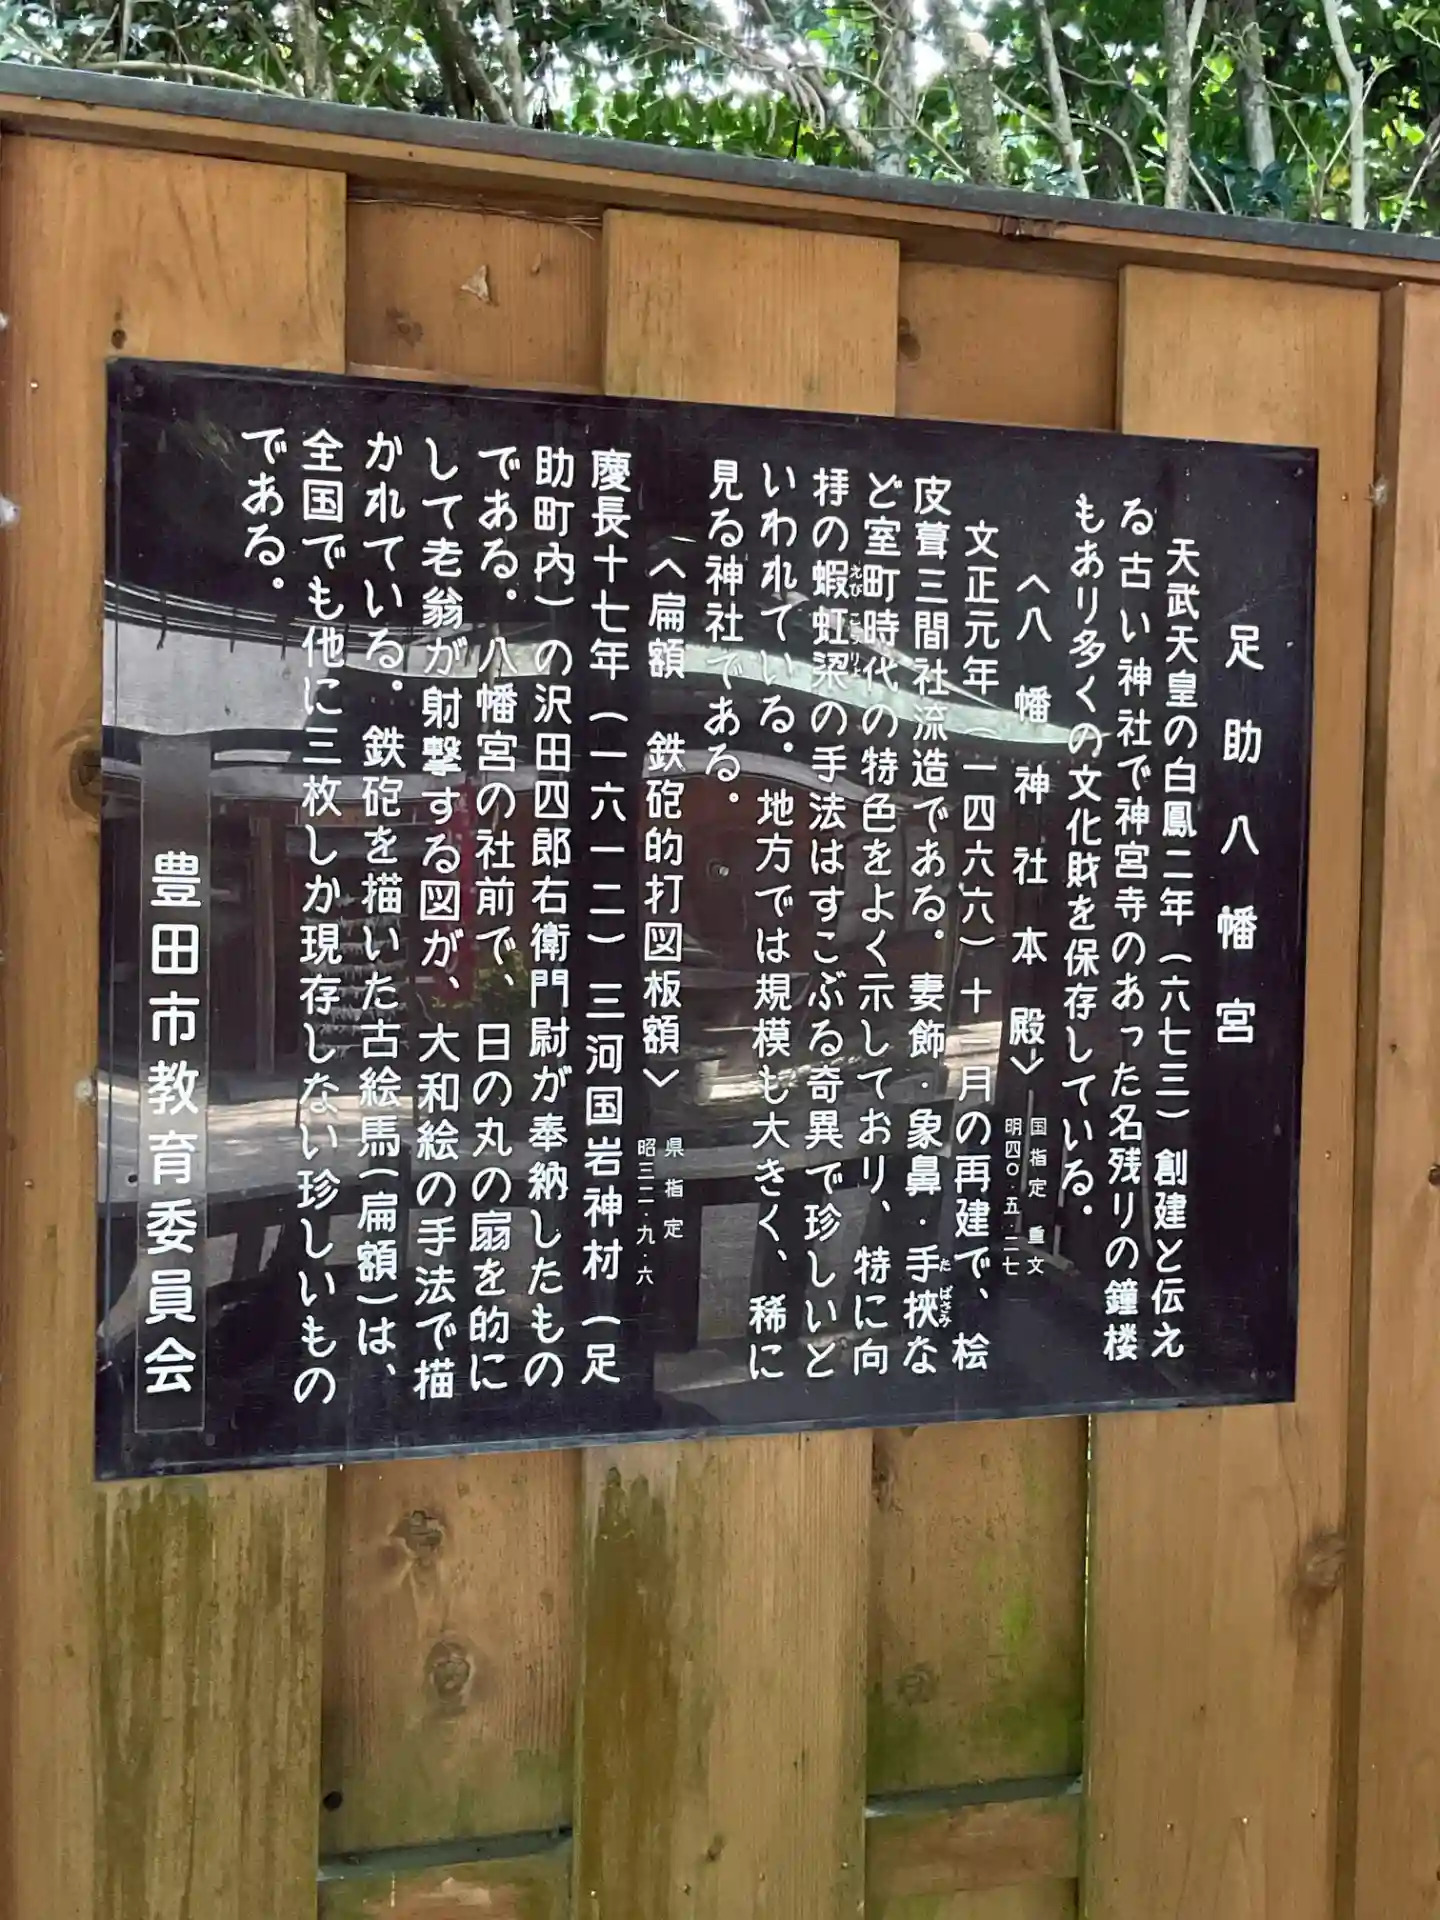 足助八幡宮
天武天皇の白鳳二年（六七三）創建と伝え
る古い神社で神宮寺のあった名残りの鐘楼
もあり多くの文化財を保存している．
〈八幡神社本殿〉 国指定 重文 明四〇・五・二七
文正元年（一四六六）十一月の再建で、桧
皮葺三間社流造である．妻飾・象鼻・手挾な
た ばさみ
ど室町時代の特色をよく示しており、特に向
拝の蝦虹梁の手法はすこぶる奇異で珍しいと
えび こうりょ
いわれている．地方では規模も大きく、稀に
見る神社である．
〈扁額 鉄砲的打図板額〉 県指定 昭三二・九・六
慶長十七年（一六一二）三河国岩神村（足
助町内）の沢田四郎右衛門尉が奉納したもの
である．八幡宮の社前で、日の丸の扇を的に
して老翁が射撃する図が、大和絵の手法で描
かれている．鉄砲を描いた古絵馬（扁額）は、
全国でも他に三枚しか現存しない珍しいもの
である．
豊田市教育委員会